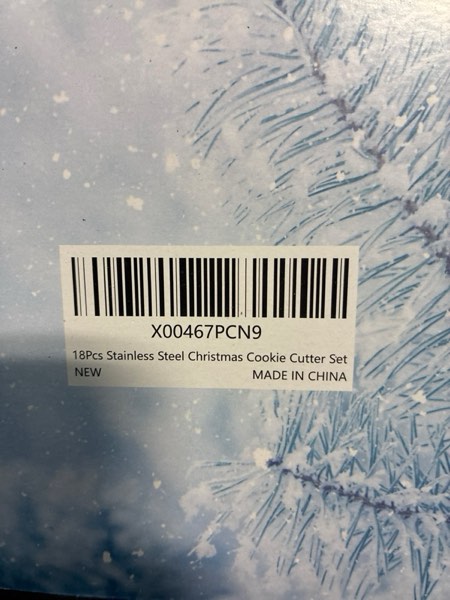 X00467PCN9
18Pcs Stainless Steel Christmas Cookie Cutter Set
NEW MADE IN CHINA